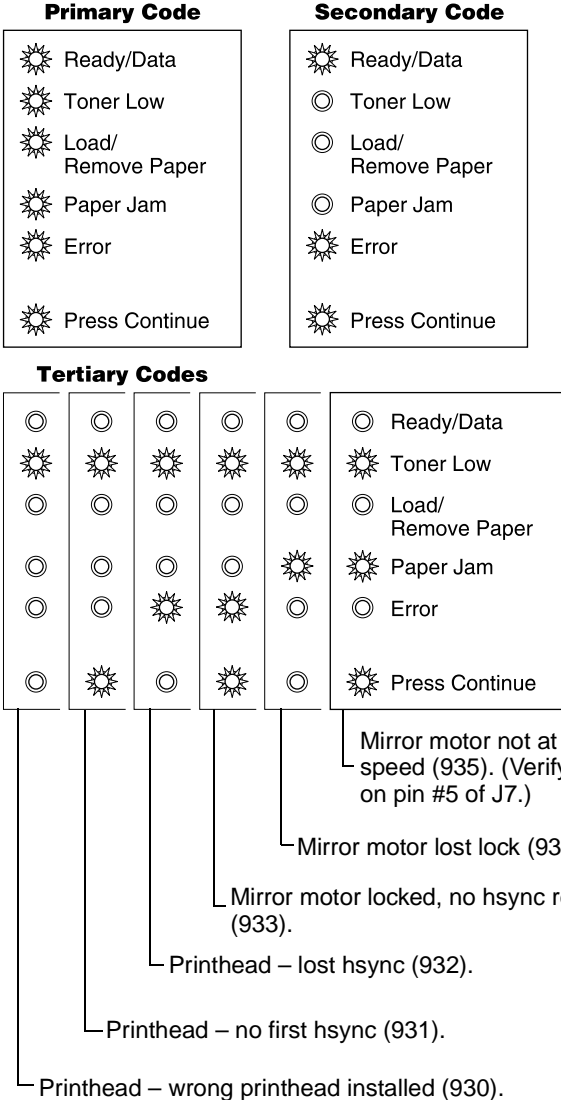 Primary Code
Secondary Code
Ready/Data
Toner Low
Load/
Remove Paper
Paper Jam
Error
Press Continue
Ready/Data
Toner Low
Load/
Remove Paper
Paper Jam
Error
Press Continue
Tertiary Codes
Ready/Data
Toner Low
Load/
Remove Paper
Paper Jam
Error
Press Continue
Mirror motor not at
speed (935). (Verify
on pin #5 of J7.)
Mirror motor lost lock
Mirror motor locked, no hsync
(933).
Printhead – lost hsync (932).
Printhead – no first hsync (931).
Printhead – wrong printhead installed (930).